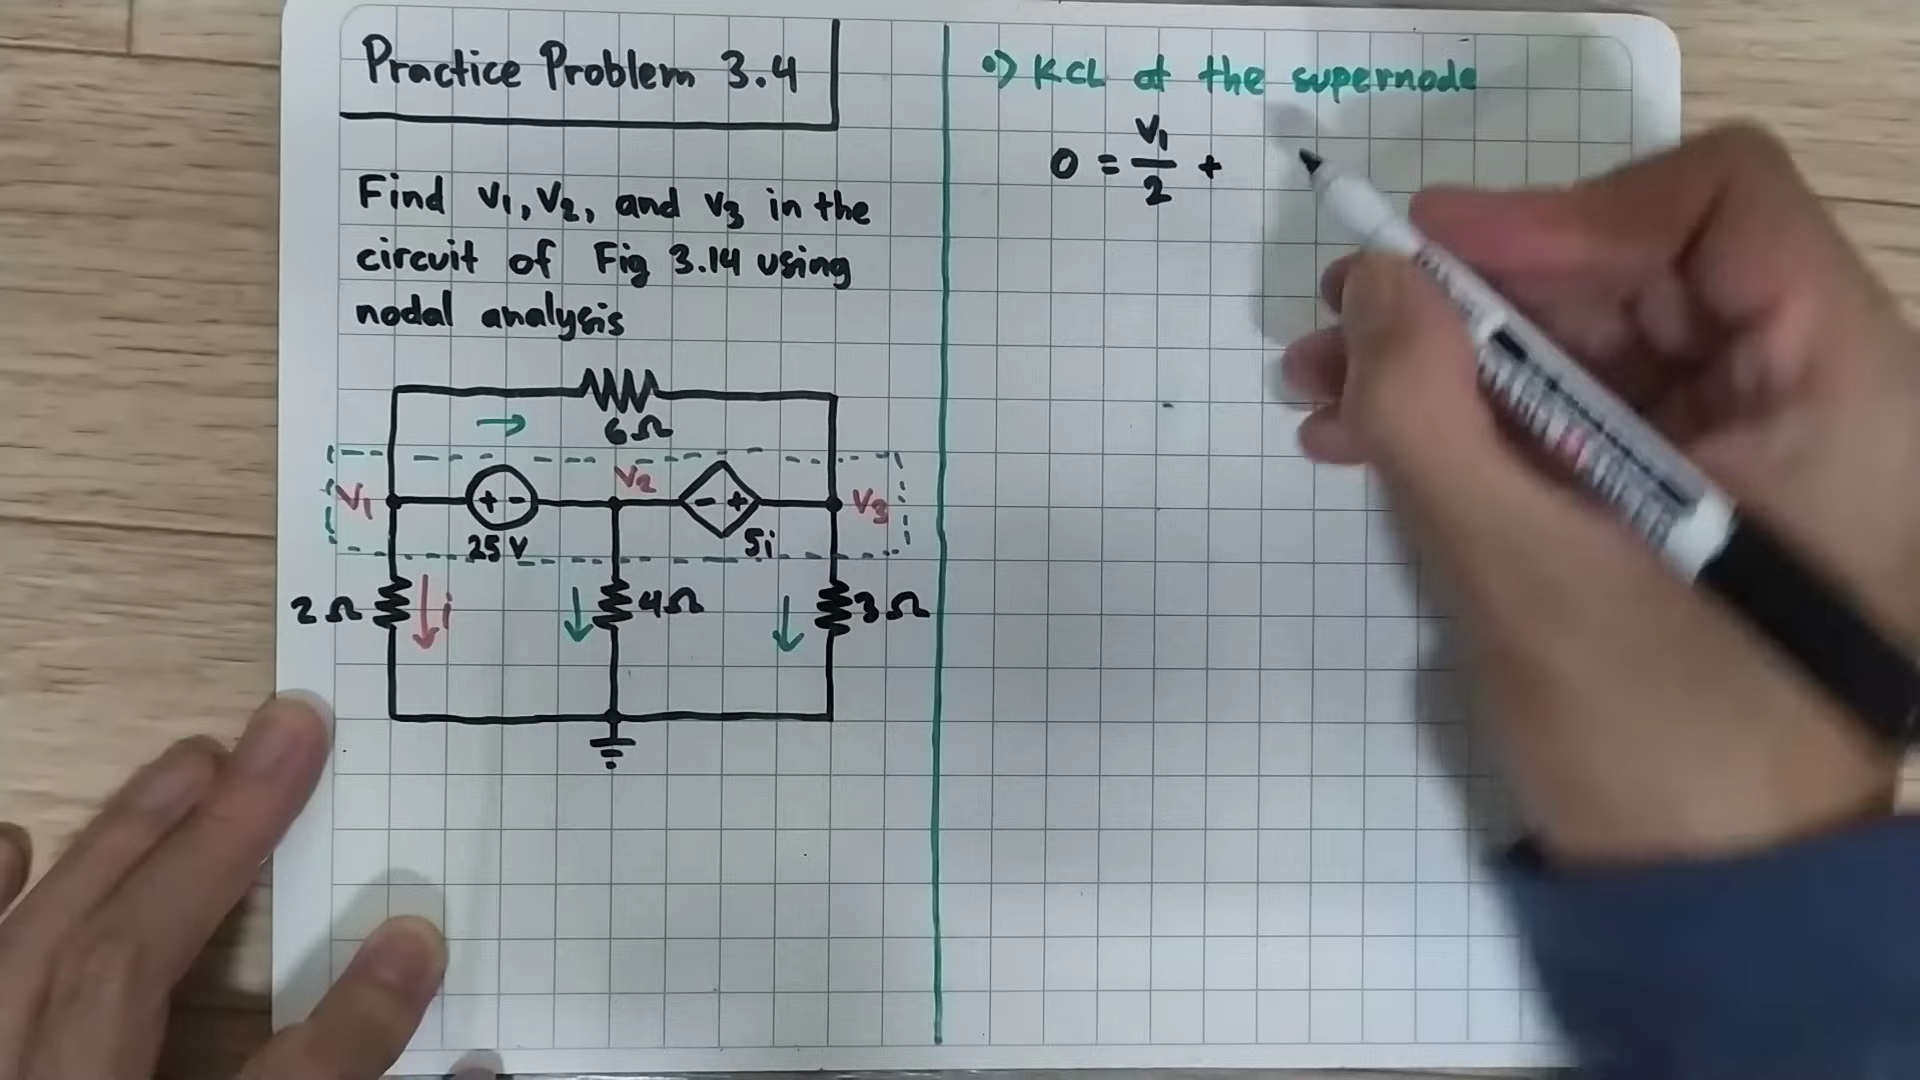 Practice Problem 3.4
Find V1, V2, and V3 in the
circuit of Fig 3.14 using
nodal analysis
6Ω
V1
+ -
25 V
V2
- +
5i
V3
2Ω
i
4Ω
3Ω
•) KCL at the supernode
0 = V1/2 +